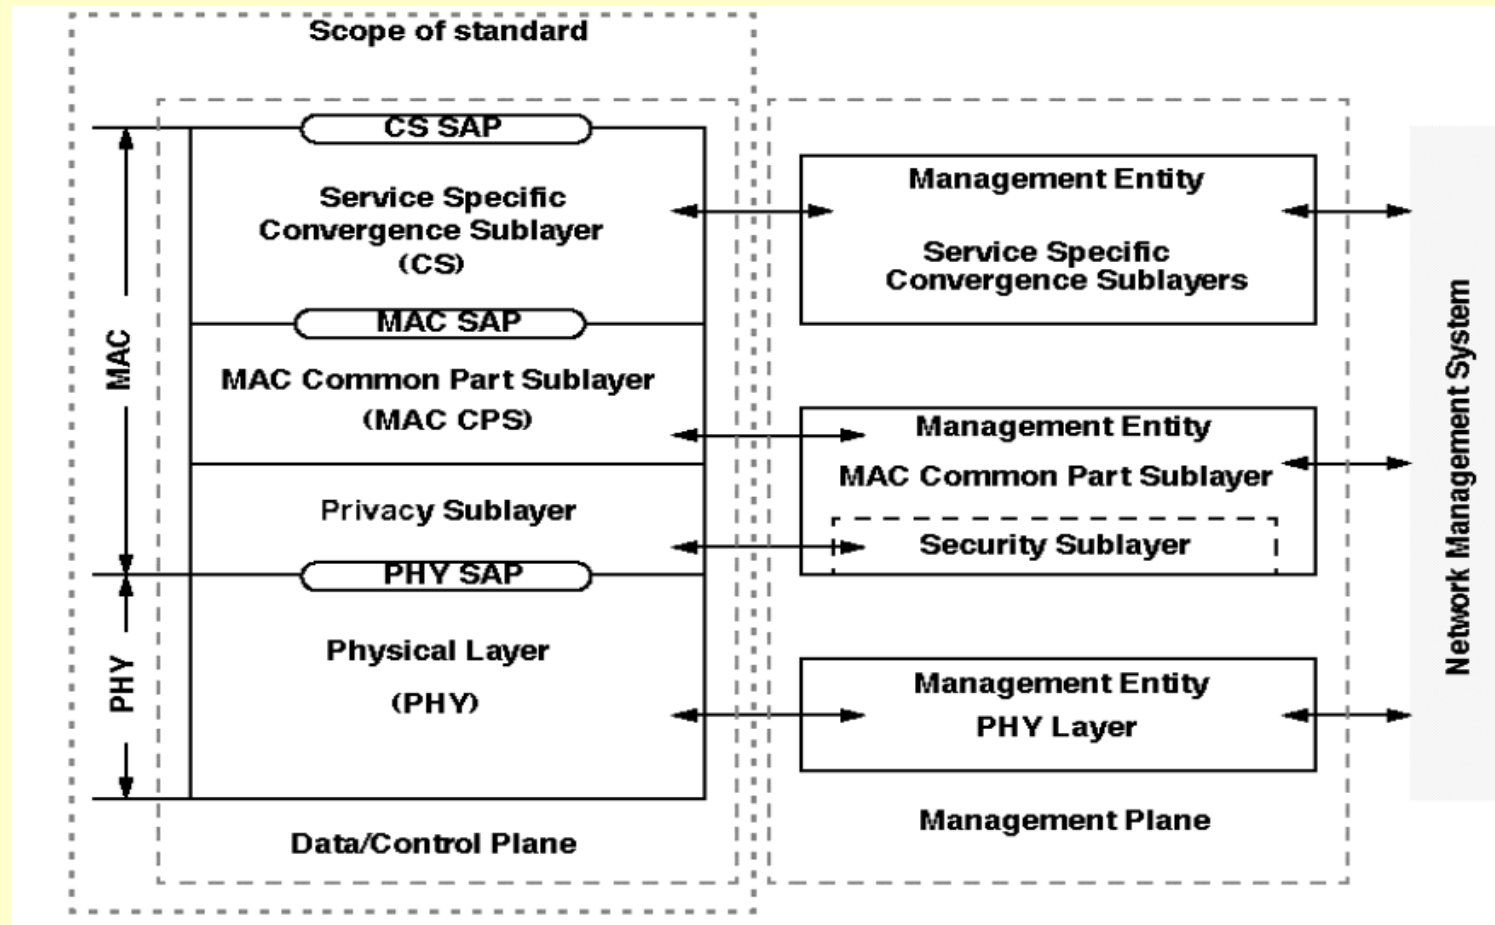 Scope of standard
CS SAP
Service Specific
Convergence Sublayer
(CS)
MAC SAP
MAC Common Part Sublayer
(MAC CPS)
Privacy Sublayer
PHY SAP
Physical Layer
(PHY)
Data/Control Plane
MAC
PHY
Management Entity
Service Specific
Convergence Sublayers
Management Entity
MAC Common Part Sublayer
Security Sublayer
Management Entity
PHY Layer
Management Plane
Network Management System